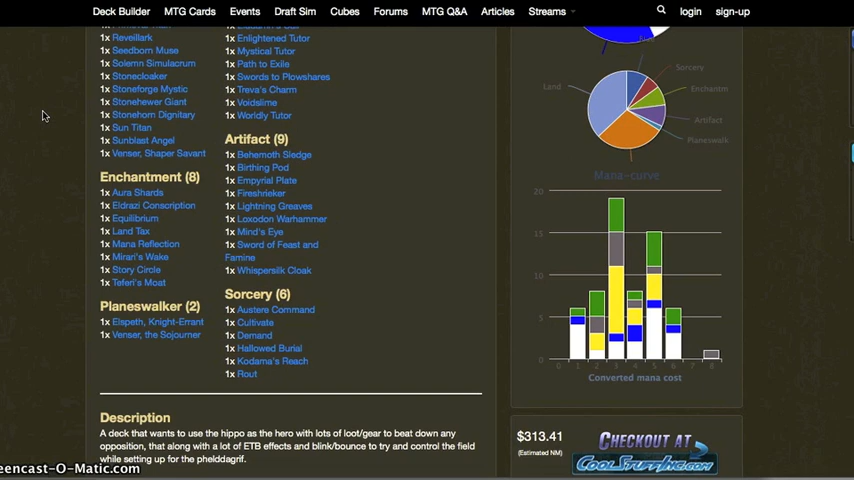 Deck Builder MTG Cards Events Draft Sim Cubes Forums MTG Q&A Articles Streams login sign-up
1x Reveillark
1x Seedborn Muse
1x Solemn Simulacrum
1x Stonecloaker
1x Stoneforge Mystic
1x Stonehewer Giant
1x Stonehorn Dignitary
1x Sun Titan
1x Sunblast Angel
1x Venser, Shaper Savant
Enchantment (8)
1x Aura Shards
1x Eldrazi Conscription
1x Equilibrium
1x Land Tax
1x Mana Reflection
1x Mirari's Wake
1x Story Circle
1x Teferi's Moat
Planeswalker (2)
1x Elspeth, Knight-Errant
1x Venser, the Sojourner
1x Enlightened Tutor
1x Mystical Tutor
1x Path to Exile
1x Swords to Plowshares
1x Treva's Charm
1x Voidslime
1x Worldly Tutor
Artifact (9)
1x Behemoth Sledge
1x Birthing Pod
1x Empyrial Plate
1x Fireshrieker
1x Lightning Greaves
1x Loxodon Warhammer
1x Mind's Eye
1x Sword of Feast and
Famine
1x Whispersilk Cloak
Sorcery (6)
1x Austere Command
1x Cultivate
1x Demand
1x Hallowed Burial
1x Kodama's Reach
1x Rout
Description
A deck that wants to use the hippo as the hero with lots of loot/gear to beat down any
opposition, that along with a lot of ETB effects and blink/bounce to try and control the field
while setting up for the phelddagrif.
Land
Sorcery
Enchantm
Artifact
Planeswalk
Mana-curve
20
15
10
5
0
0 1 2 3 4 5 6 7 8
Converted mana cost
$313.41
(Estimated NM)
CHECKOUT AT
COOLSTUFFINC.COM
eencast-O-Matic.com